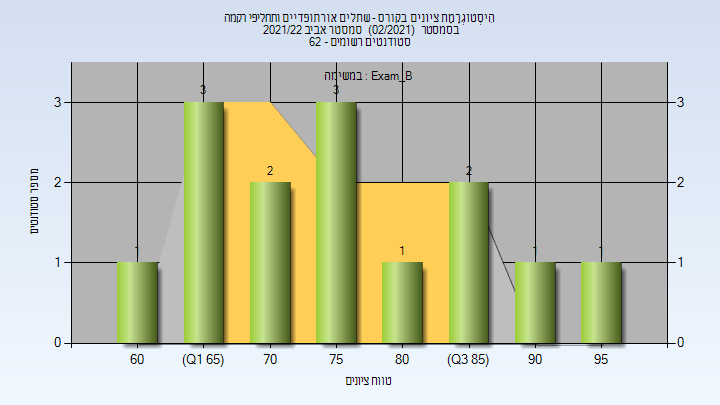 היסטוגרמת ציונים בקורס - שתלים אורתופדיים ותחליפי רקמה
בסמסטר (02/2021) סמסטר אביב 2021/22
סטודנטים רשומים - 62
במשימה : Exam_B
3 3
2 2
1 1 1 1
3 3
2 2
1 1
0 0
מספר סטודנטים
60 (Q1 65) 70 75 80 (Q3 85) 90 95
טווח ציונים